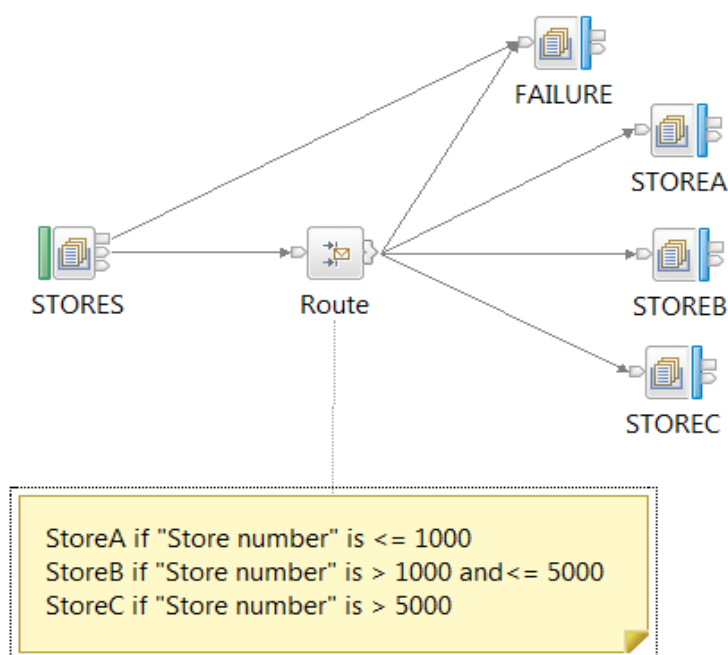 FAILURE
STOREA
STORES
Route
STOREB
STOREC
StoreA if "Store number" is <= 1000
StoreB if "Store number" is > 1000 and<= 5000
StoreC if "Store number" is > 5000